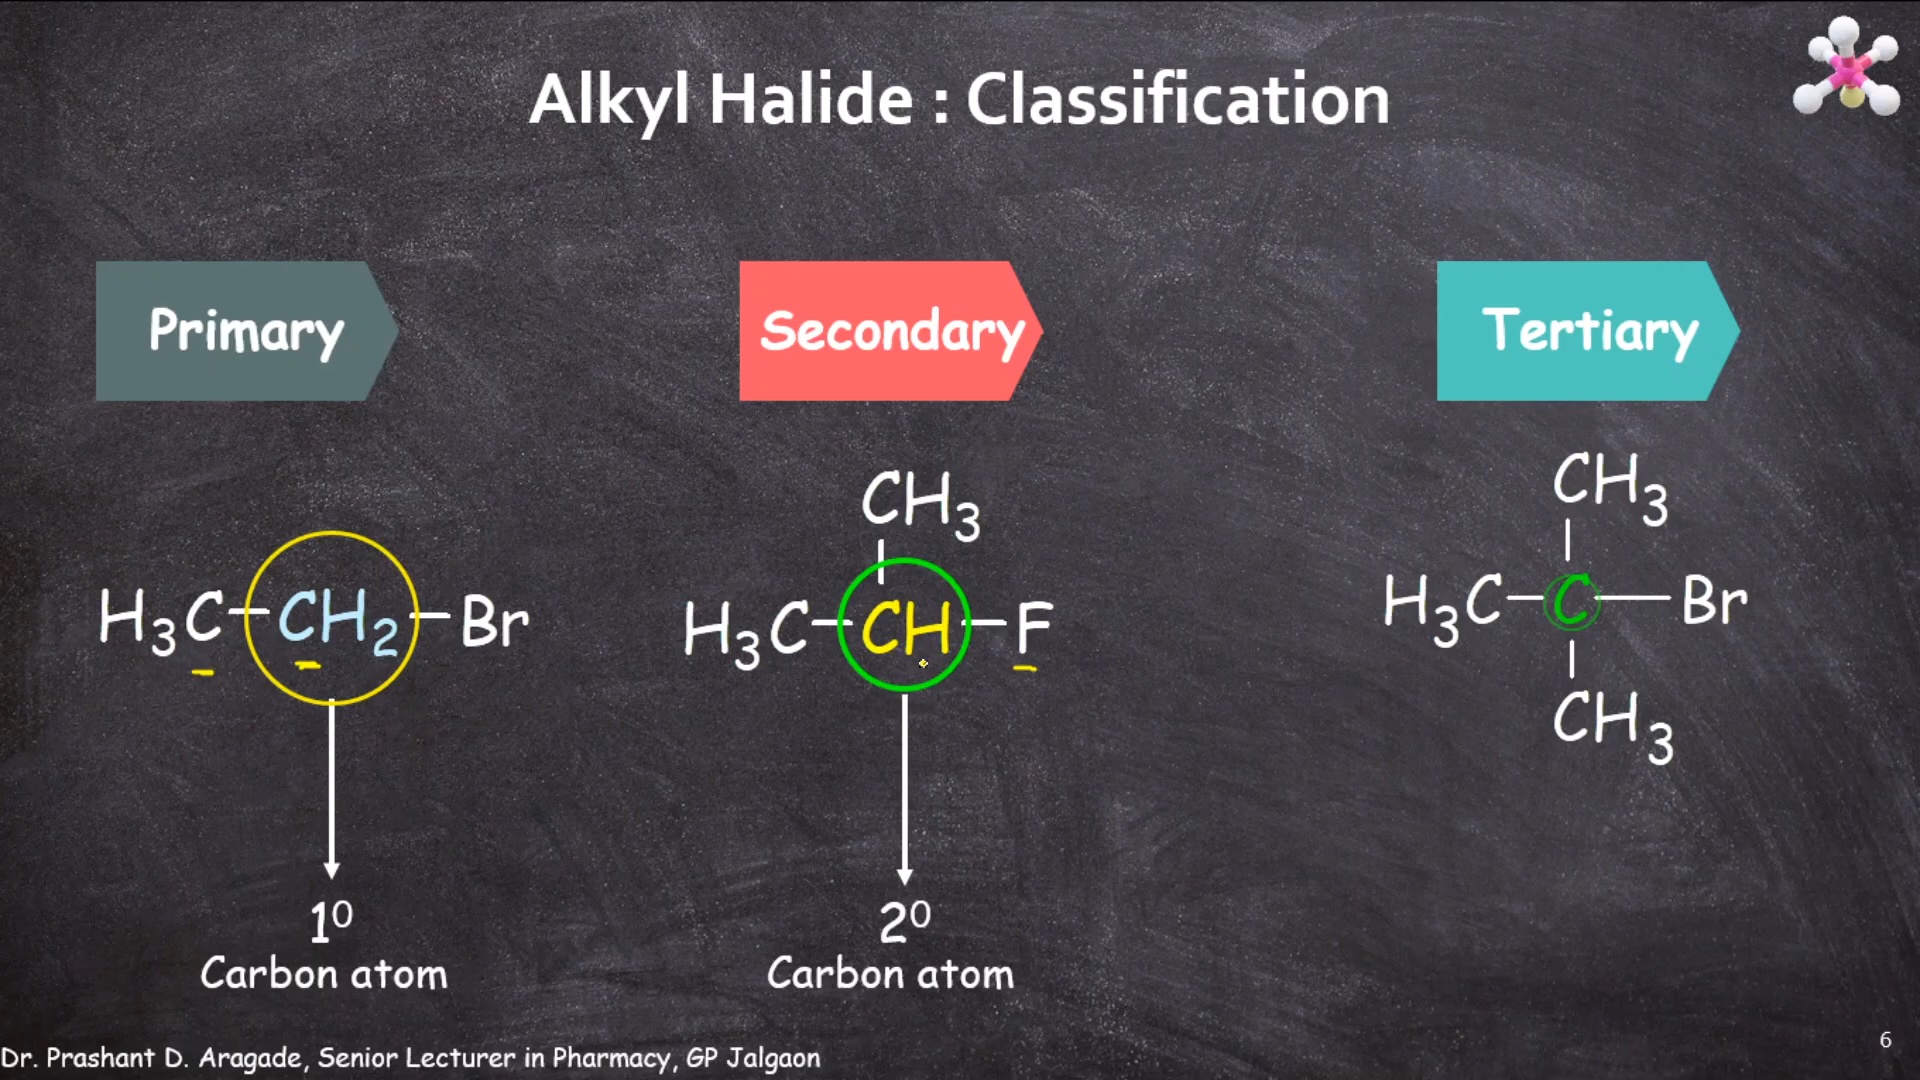 Alkyl Halide : Classification
Primary
Secondary
Tertiary
H₃C-CH₂-Br
CH₃
H₃C-CH-F
CH₃
H₃C-C-Br
CH₃
1⁰
Carbon atom
2⁰
Carbon atom
Dr. Prashant D. Aragade, Senior Lecturer in Pharmacy, GP Jalgaon
6